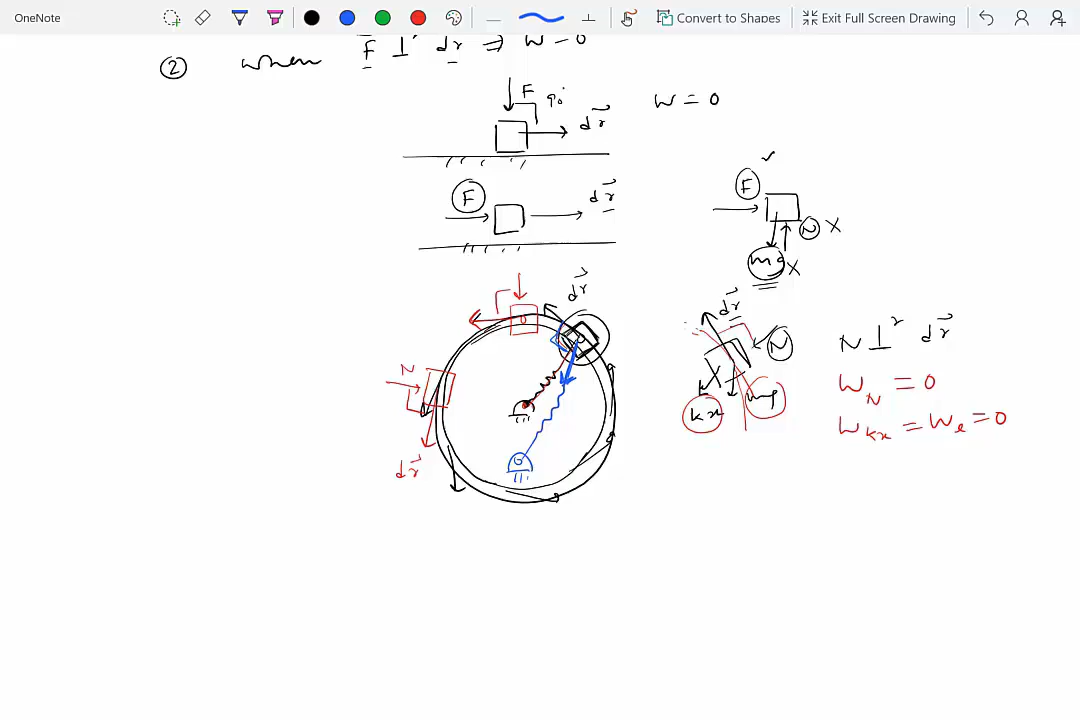 OneNote
Convert to Shapes
Exit Full Screen Drawing
② when F ⊥ʳ dr ⇒ W = 0
F 90° dr W = 0
F dr
F N X
mg X
dr
N
dr
dr N
kx mg
N ⊥ʳ dr
W_N = 0
W_kx = W_e = 0